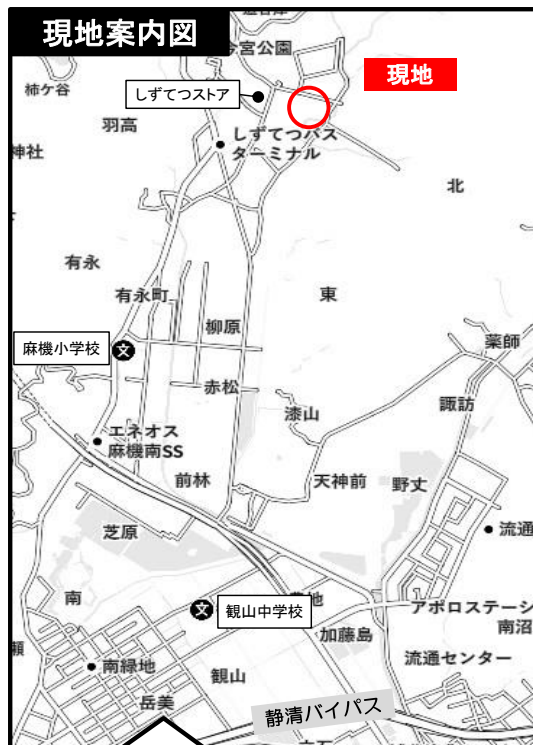 現地案内図
今宮公園
現地
柿ケ谷
しずてつストア
羽高
しずてつバス
ターミナル
神社
北
有永
東
有永町
柳原
麻機小学校
文
薬師
赤松
諏訪
漆山
エネオス
麻機南SS
前林
天神前
野丈
芝原
流通
南
文
観山中学校
アポロステーシ
南沼
加藤島
南緑地
観山
流通センター
岳美
静清バイパス